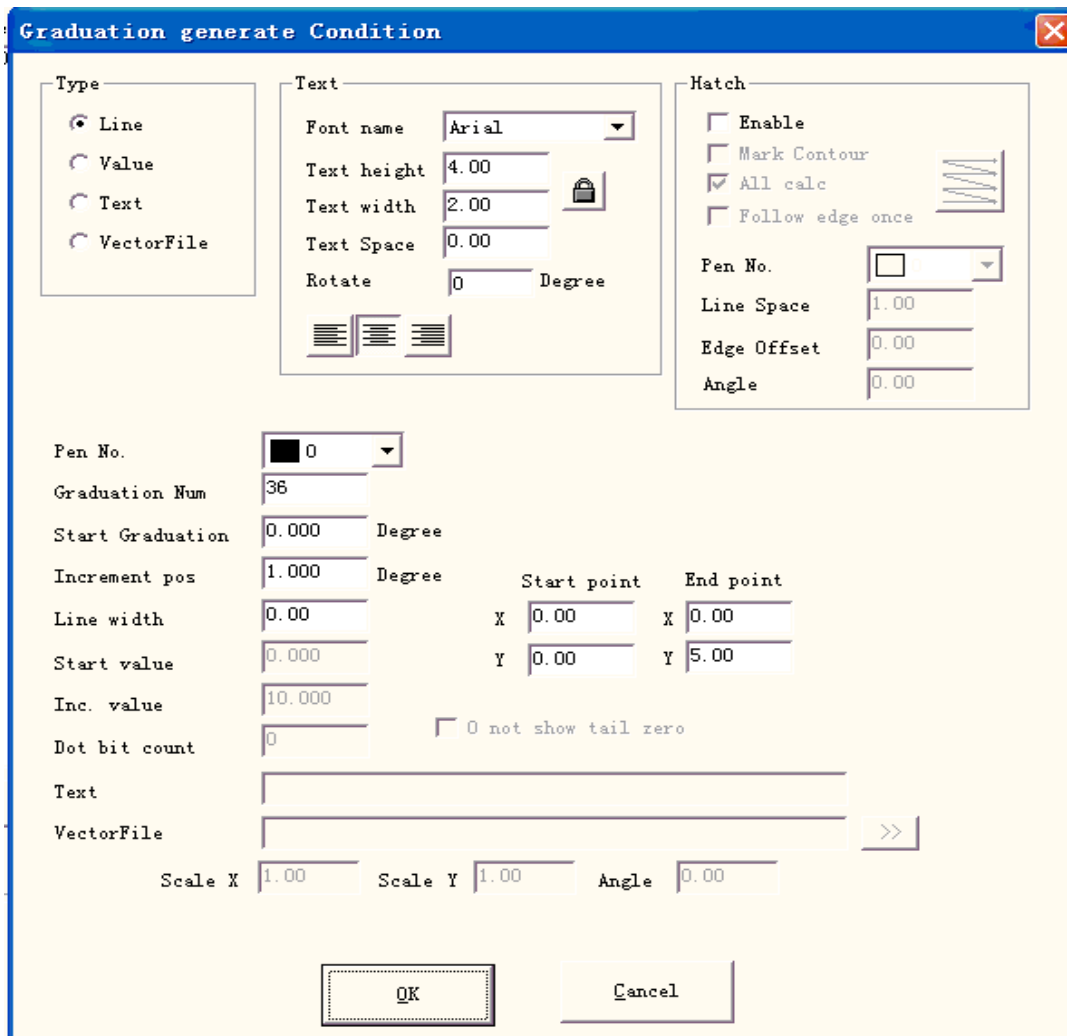 Graduation generate Condition
Type
Line
Value
Text
VectorFile
Text
Font name Arial
Text height 4.00
Text width 2.00
Text Space 0.00
Rotate 0 Degree
Hatch
Enable
Mark Contour
All calc
Follow edge once
Pen No.
Line Space 1.00
Edge Offset 0.00
Angle 0.00
Pen No. 0
Graduation Num 36
Start Graduation 0.000 Degree
Increment pos 1.000 Degree
Line width 0.00
Start value 0.000
Inc. value 10.000
Dot bit count 0
Start point End point
X 0.00 X 0.00
Y 0.00 Y 5.00
0 not show tail zero
Text
VectorFile >>
Scale X 1.00 Scale Y 1.00 Angle 0.00
OK Cancel